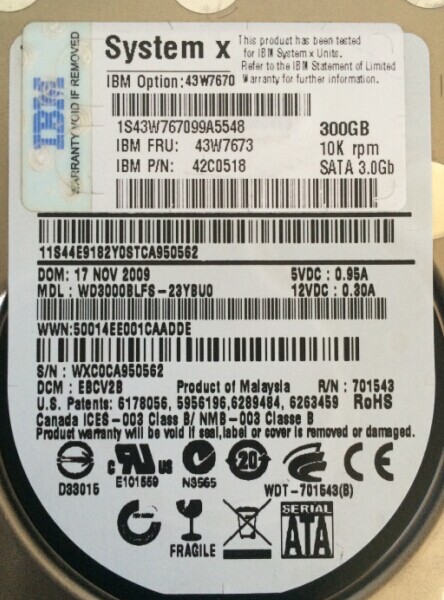 IBM
WARRANTY VOID IF REMOVED
System x
This product has been tested
for IBM System x Units.
Refer to the IBM Statement of Limited
Warranty for further information.
IBM Option: 43W7670
1S43W767099A5548
300GB
IBM FRU: 43W7673
10K rpm
IBM P/N: 42C0518
SATA 3.0Gb
11S44E9182Y0STCA950562
DOM: 17 NOV 2009
5VDC : 0.95A
MDL : WD3000BLFS-23YBU0
12VDC : 0.30A
WWN:50014EE001CAADDE
S/N : WXC0CA950562
DCM : EBCV2B Product of Malaysia R/N : 701543
U.S. Patents: 6178056, 5956196,6289484, 6263459 RoHS
Canada ICES-003 Class B/ NMB-003 Classe B
Product warranty will be void if seal,label or cover is removed or damaged.
c UR us
20
CE
D33015
E101559
N3565
WDT-701543(B)
FRAGILE
SERIAL
ATA